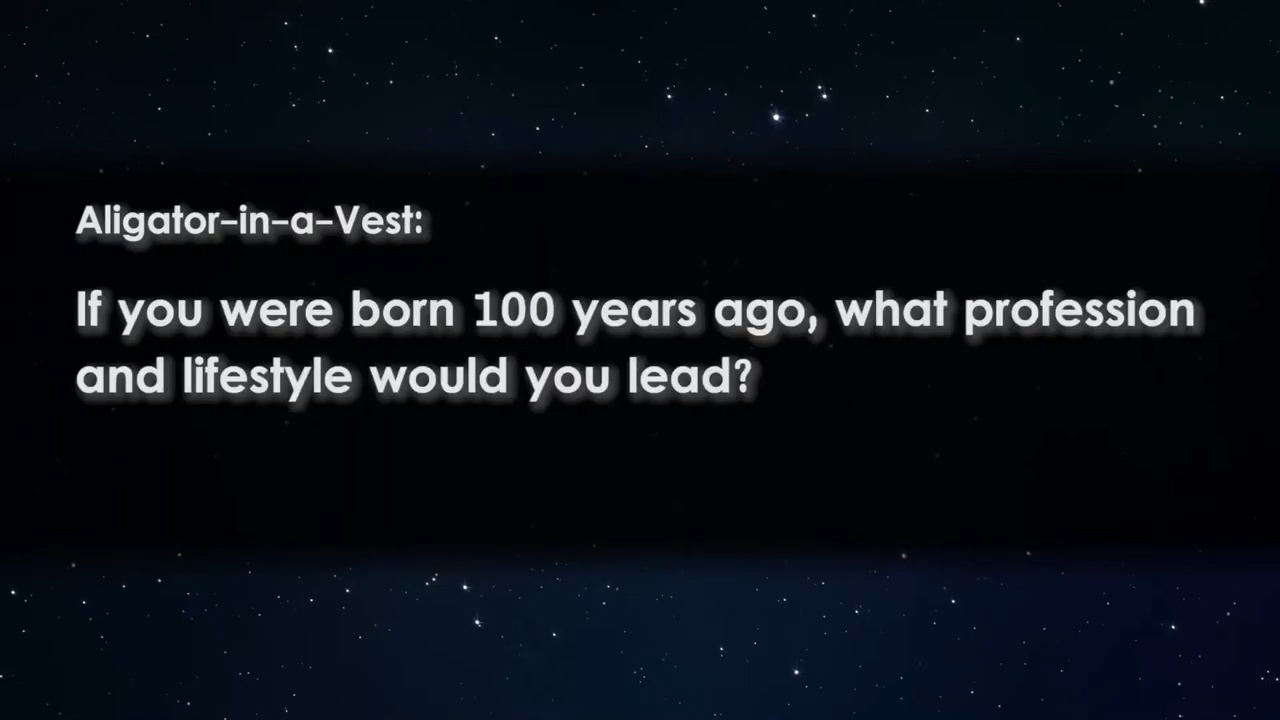 Aligator-in-a-Vest:
If you were born 100 years ago, what profession
and lifestyle would you lead?